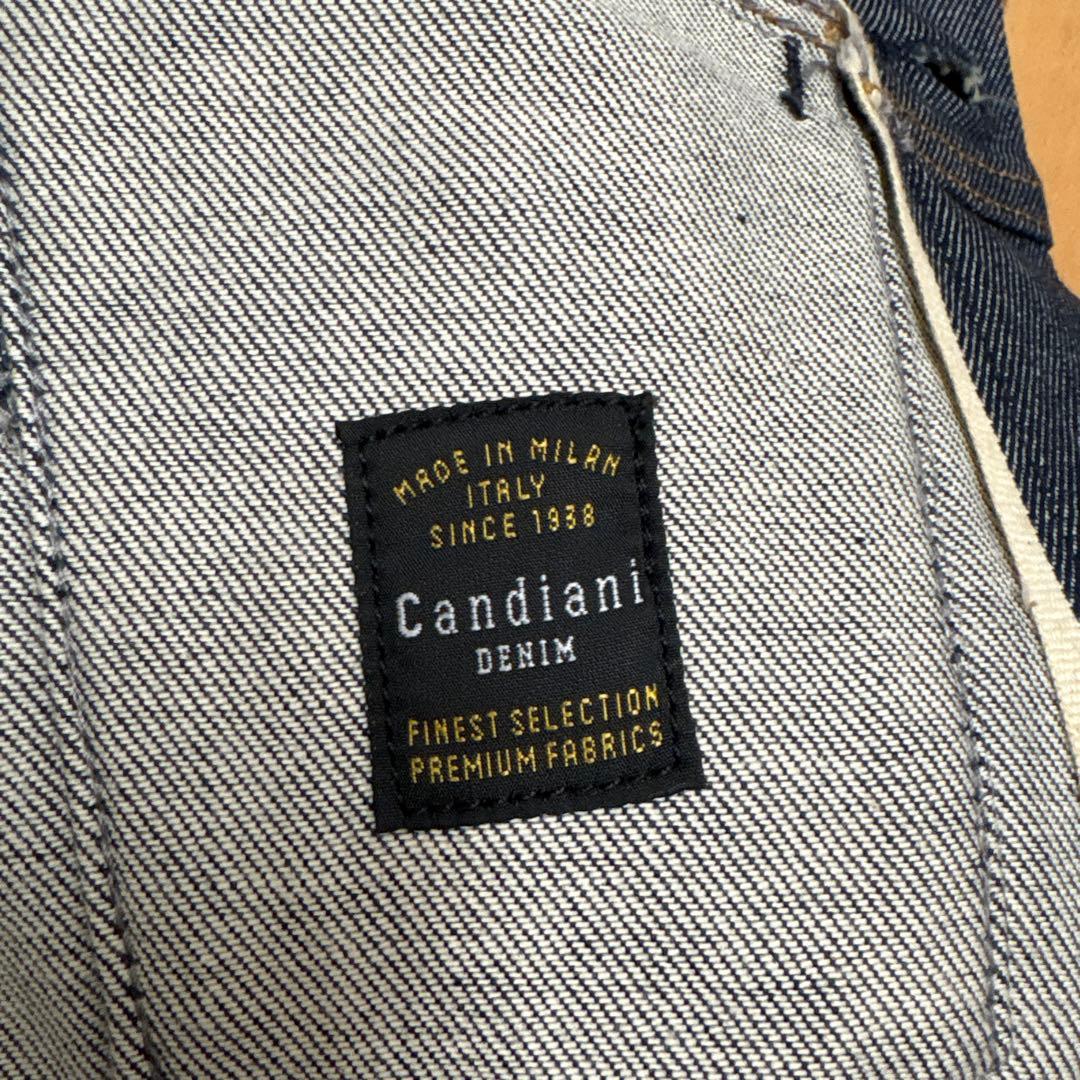 MADE IN MILAN
ITALY
SINCE 1938
Candiani
DENIM
FINEST SELECTION
PREMIUM FABRICS